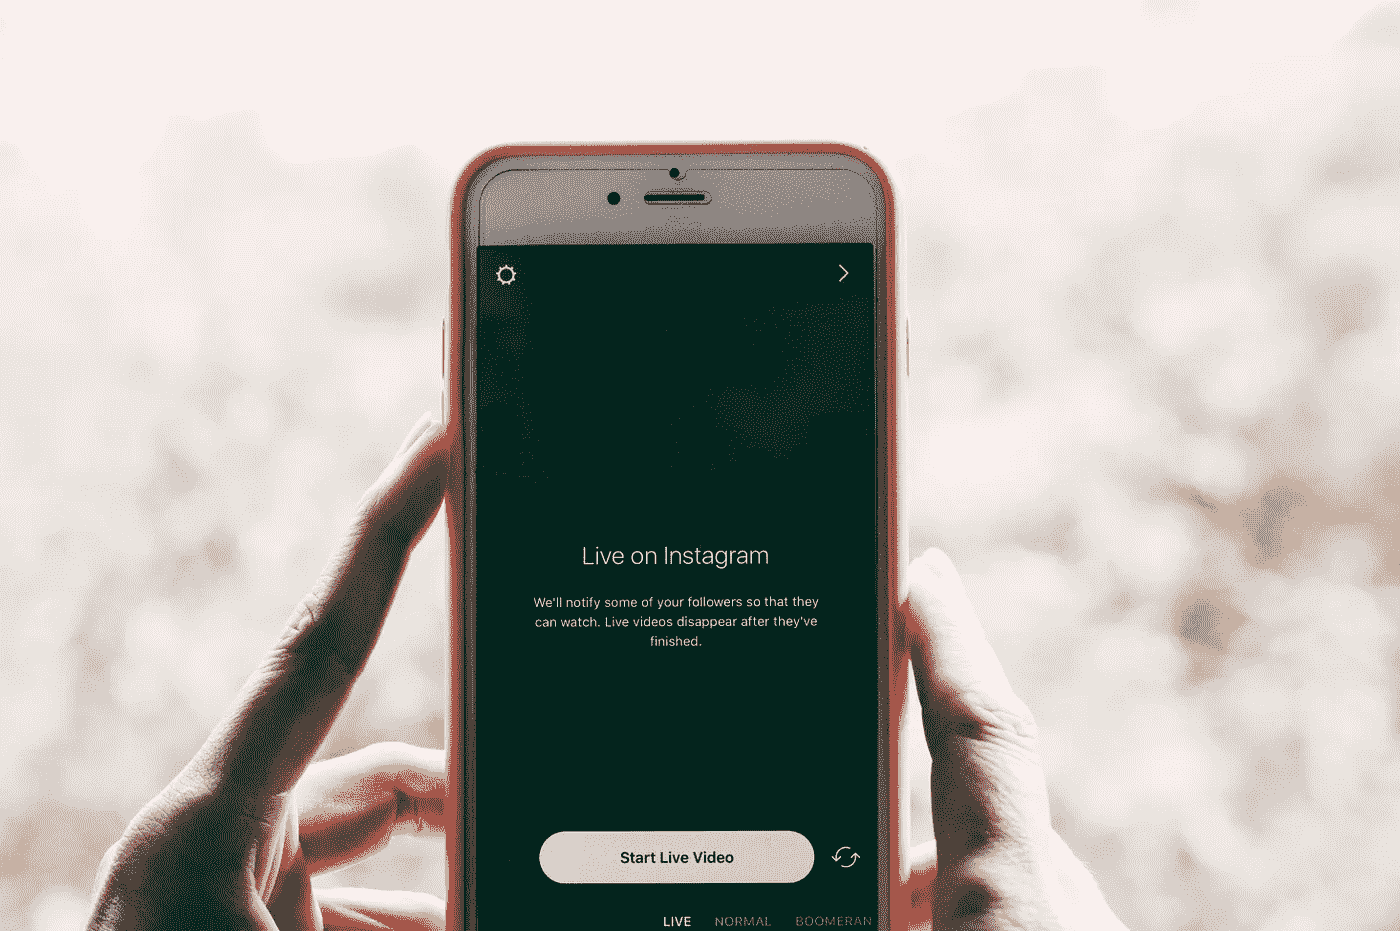 Live on Instagram
We'll notify some of your followers so that they
can watch. Live videos disappear after they've
finished.
Start Live Video
LIVE NORMAL BOOMERAN